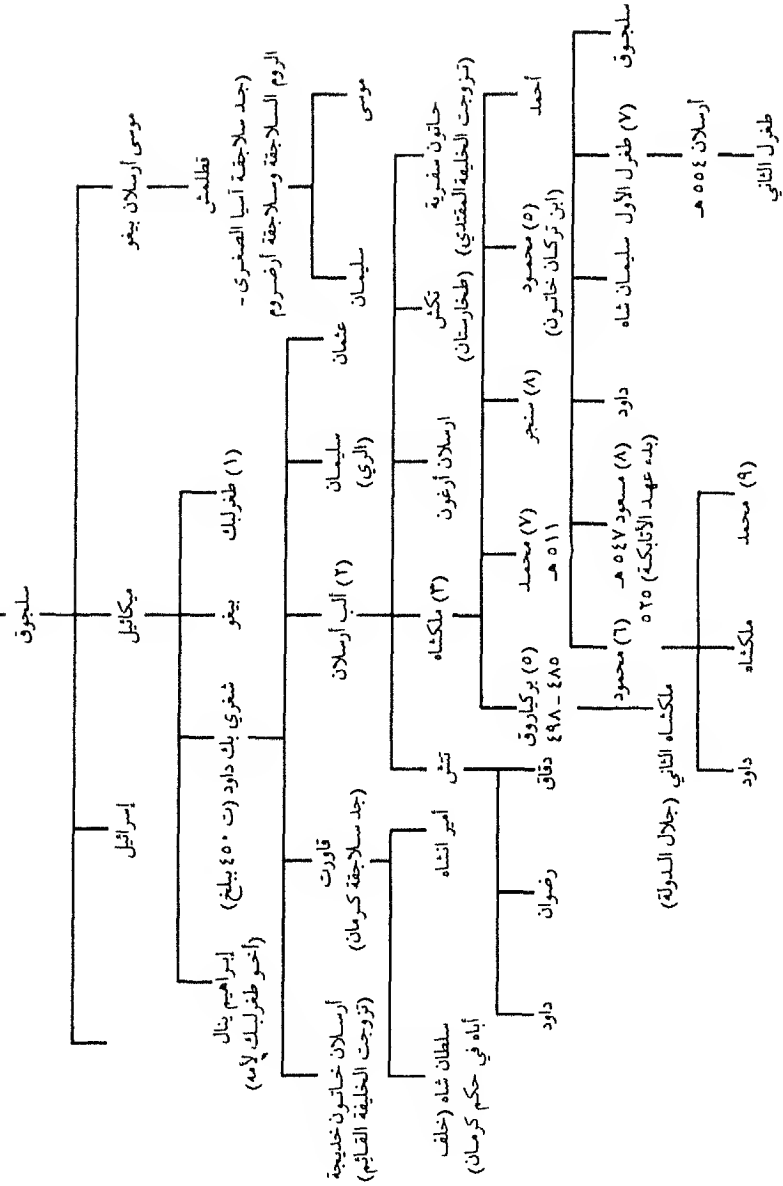 سلجوق
موسى أرسلان بيغو
ميكائيل
إسرائيل
قطلمش
(جد سلاجقة آسيا الصغرى -
الروم السلاجقة وسلاجقة أرضروم
موسى
سليمان
(١) طغرلبك
بيغو
شغري بك داود (ت ٤٥٠ ببلخ)
إبراهيم ينال
(أخو طغرلبك لأمه)
عثمان
سليمان
(الري)
(٢) ألب أرسلان
قاورت
(جد سلاجقة كرمان)
أرسلان خاتون خديجة
(تزوجت الخليفة القائم)
أمير انشاه
سلطان شاه (خلف
أباه في حكم كرمان)
خاتون سفرية
(تزوجت الخليفة المقتدي)
تكش
(طخارستان)
ارسلان أرغون
(٣) ملكشاه
تتش
دقاق
رضوان
داود
أحمد
(٥) محمود
(ابن تركان خاتون)
(٨) سنجر
(٧) محمد
٥١١ هـ
(٥) بركياروق
٤٨٥ - ٤٩٨
ملكشاه الثاني (جلال الدولة)
سلجوق
(٧) طغرل الأول
سليمان شاه
داود
(٨) مسعود ٥٤٧ هـ
(بدء عهد الأتابكة) ٥٢٥
(٦) محمود
أرسلان ٥٥٤ هـ
طغرل الثاني
(٩) محمد
ملكشاه
داود